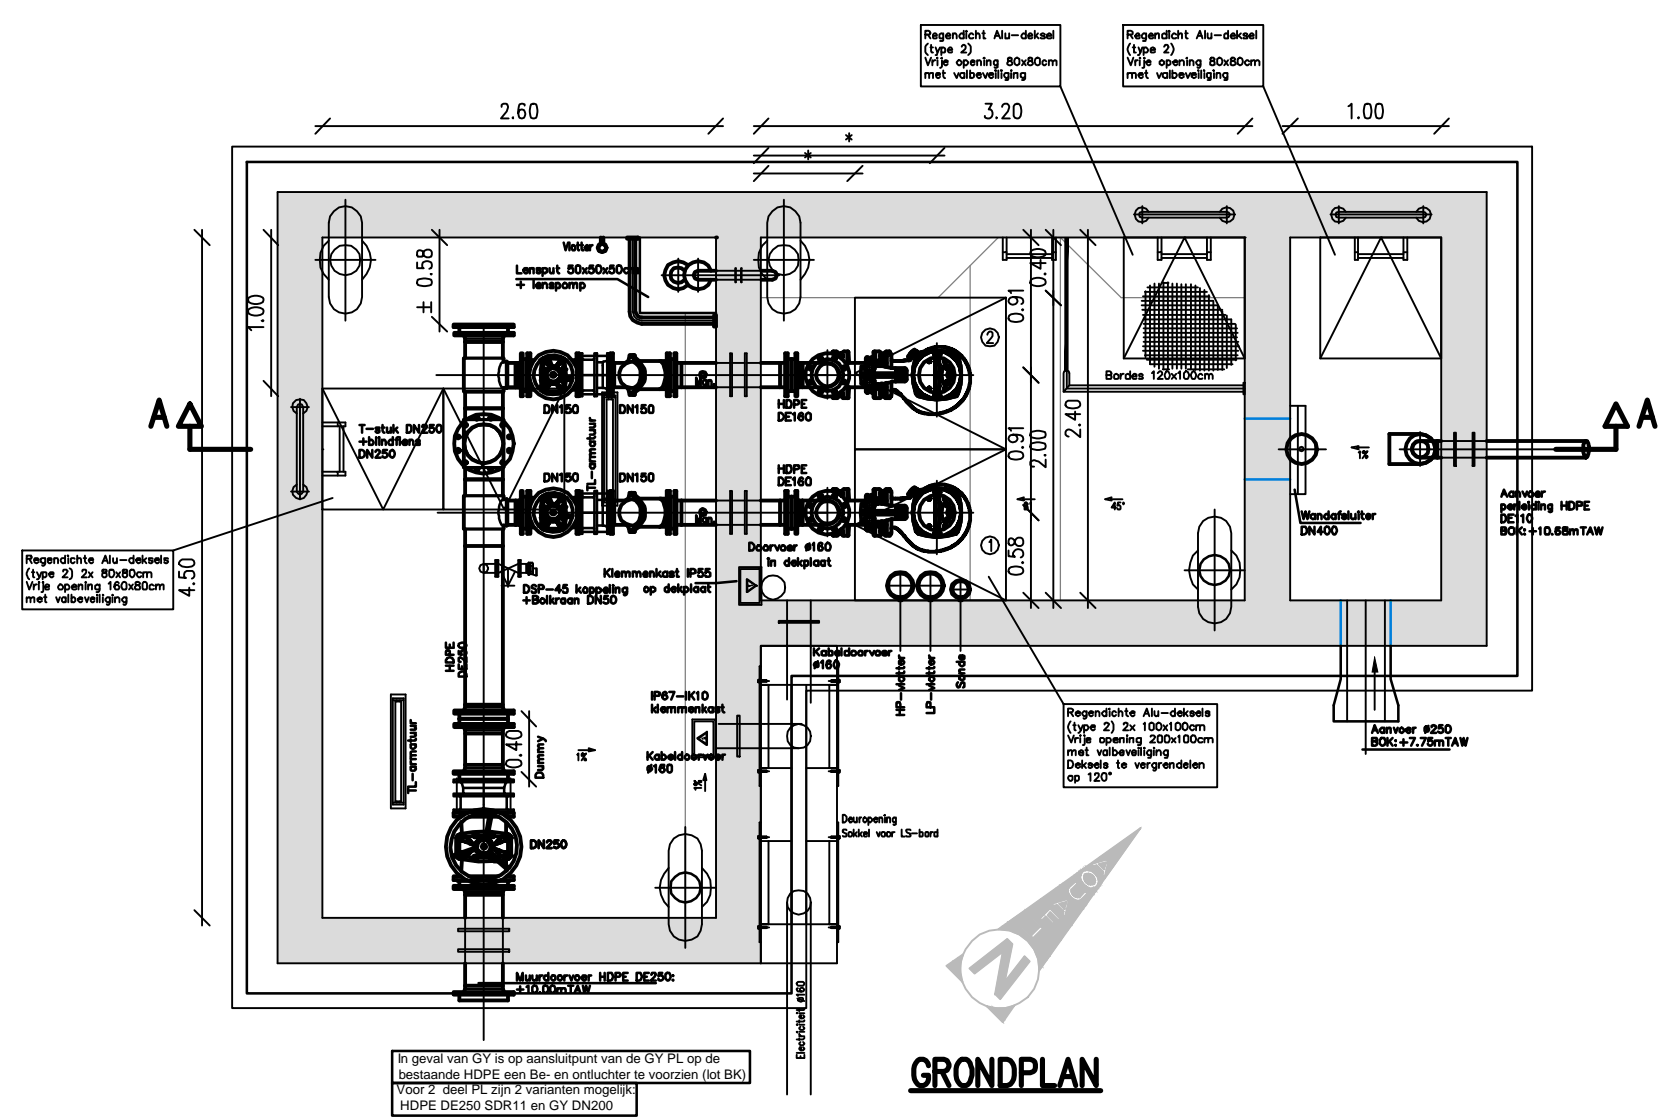 Regendicht Alu-deksel
(type 2)
Vrije opening 80x80cm
met valbeveiliging
Regendicht Alu-deksel
(type 2)
Vrije opening 80x80cm
met valbeveiliging
2.60
3.20
1.00
*
*
1.00
± 0.58
Vlotter
Lensput 50x50x50cm
+ lenspomp
0.91
0.40
2
Bordes 120x100cm
DN150
DN150
HDPE
DE160
TL-armatuur
2.40
A
A
T-stuk DN250
+blindflens
DN250
0.91
2.00
1%
DN150
DN150
HDPE
DE160
45°
Wandafsluiter
DN400
Aanvoer
persleiding HDPE
DE110
BOK:+10.68mTAW
Regendichte Alu-deksels
(type 2) 2x 80x80cm
Vrije opening 160x80cm
met valbeveiliging
4.50
Doorvoer ø160
in dekplaat
1
0.58
Klemmenkast IP55
op dekplaat
DSP-45 koppeling
+Bolkraan DN50
HDPE
DE250
Kabeldoorvoer
ø160
HP-vlotter
LP-vlotter
Sonde
IP67-IK10
klemmenkast
Regendichte Alu-deksels
(type 2) 2x 100x100cm
Vrije opening 200x100cm
met valbeveiliging
Deksels te vergrendelen
op 120°
Aanvoer ø250
BOK:+7.75mTAW
0.40
Dummy
1%
Kabeldoorvoer
ø160
1%
TL-armatuur
DN250
Deuropening
Sokkel voor LS-bord
N
Muurdoorvoer HDPE DE250:
+10.00mTAW
Electriciteit ø160
In geval van GY is op aansluitpunt van de GY PL op de
bestaande HDPE een Be- en ontluchter te voorzien (lot BK)
Voor 2 deel PL zijn 2 varianten mogelijk:
HDPE DE250 SDR11 en GY DN200
GRONDPLAN